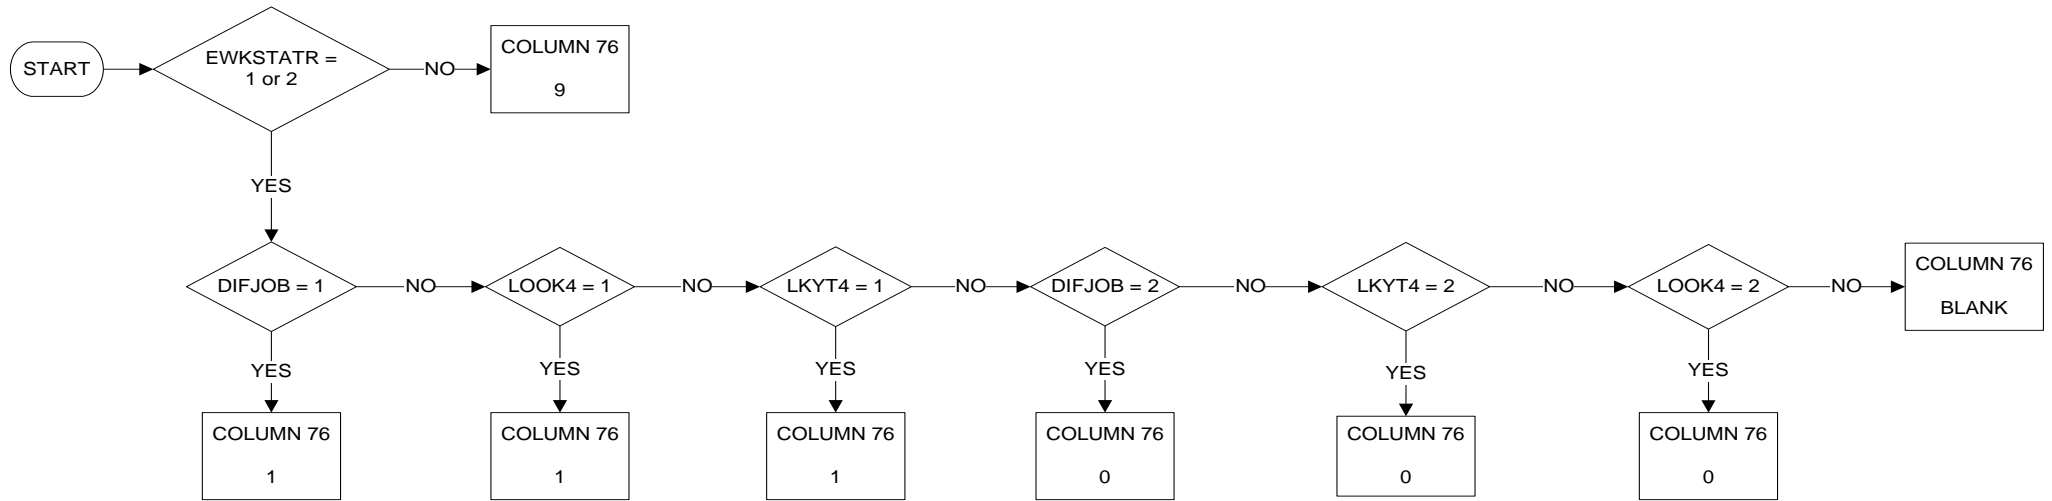 START
EWKSTATR =
1 or 2
NO
COLUMN 76
9
YES
DIFJOB = 1
NO
LOOK4 = 1
NO
LKYT4 = 1
NO
DIFJOB = 2
NO
LKYT4 = 2
NO
LOOK4 = 2
NO
COLUMN 76
BLANK
YES
YES
YES
YES
YES
YES
COLUMN 76
1
COLUMN 76
1
COLUMN 76
1
COLUMN 76
0
COLUMN 76
0
COLUMN 76
0